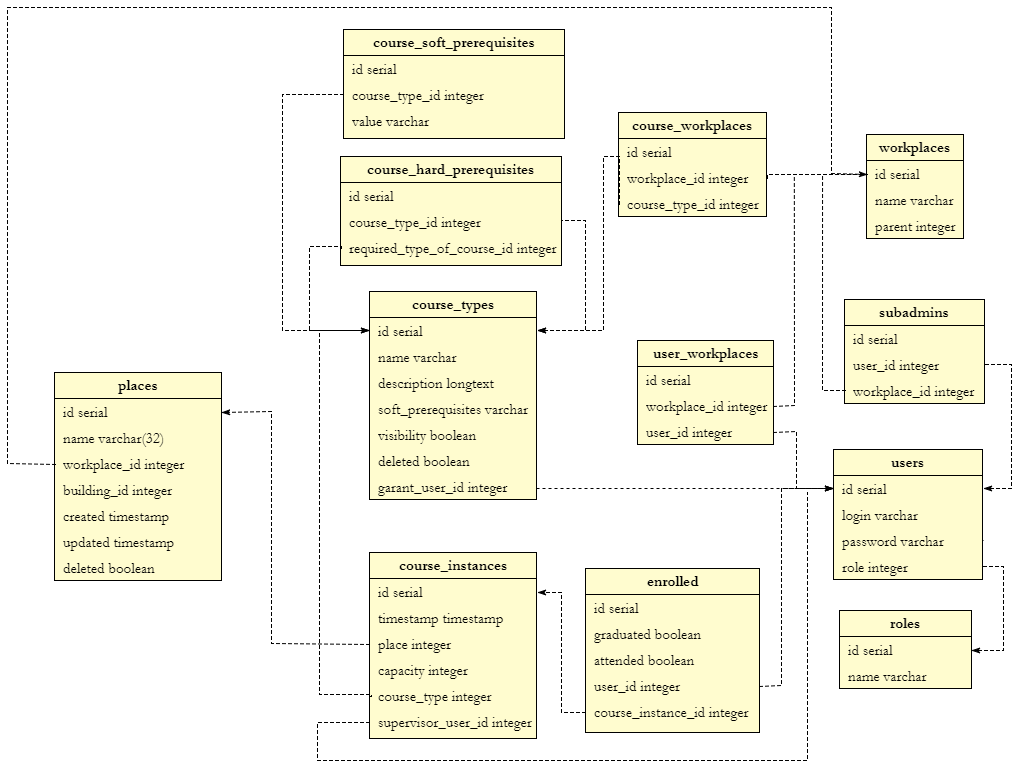 course_soft_prerequisites
id serial
course_type_id integer
value varchar
course_hard_prerequisites
id serial
course_type_id integer
required_type_of_course_id integer
course_workplaces
id serial
workplace_id integer
course_type_id integer
workplaces
id serial
name varchar
parent integer
course_types
id serial
name varchar
description longtext
soft_prerequisites varchar
visibility boolean
deleted boolean
garant_user_id integer
user_workplaces
id serial
workplace_id integer
user_id integer
subadmins
id serial
user_id integer
workplace_id integer
places
id serial
name varchar(32)
workplace_id integer
building_id integer
created timestamp
updated timestamp
deleted boolean
users
id serial
login varchar
password varchar
role integer
course_instances
id serial
timestamp timestamp
place integer
capacity integer
course_type integer
supervisor_user_id integer
enrolled
id serial
graduated boolean
attended boolean
user_id integer
course_instance_id integer
roles
id serial
name varchar